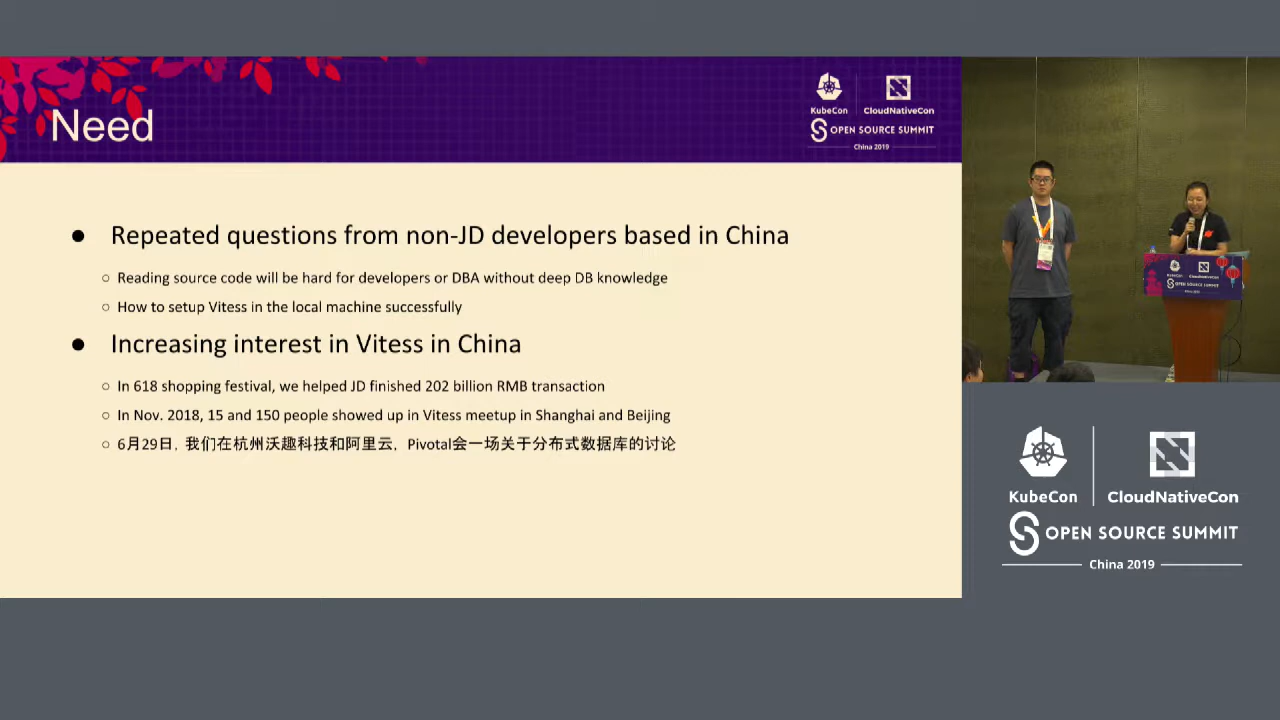 Need
KubeCon
CloudNativeCon
OPEN SOURCE SUMMIT
China 2019
Repeated questions from non-JD developers based in China
Reading source code will be hard for developers or DBA without deep DB knowledge
How to setup Vitess in the local machine successfully
Increasing interest in Vitess in China
In 618 shopping festival, we helped JD finished 202 billion RMB transaction
In Nov. 2018, 15 and 150 people showed up in Vitess meetup in Shanghai and Beijing
6月29日，我们在杭州沃趣科技和阿里云，Pivotal会一场关于分布式数据库的讨论
KubeCon
CloudNativeCon
OPEN SOURCE SUMMIT
KubeCon
CloudNativeCon
OPEN SOURCE SUMMIT
China 2019